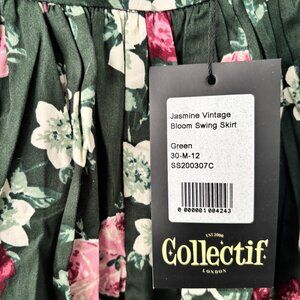 Jasmine Vintage
Bloom Swing Skirt
Green
30-M-12
SS200307C
0 000001 004243
EST 2000
Collectif
LONDON